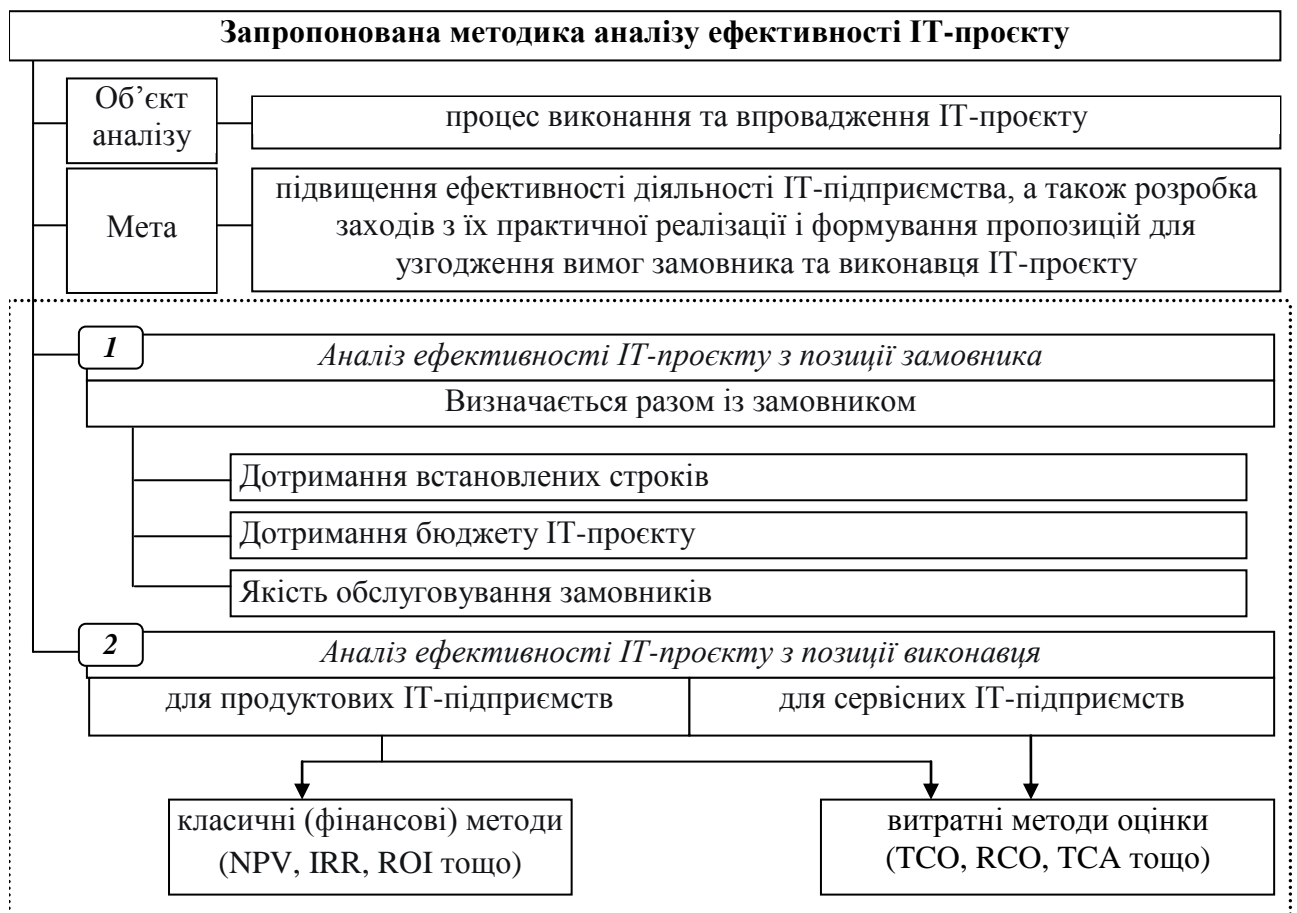 Запропонована методика аналізу ефективності ІТ-проєкту
Об’єкт
аналізу
процес виконання та впровадження ІТ-проєкту
Мета
підвищення ефективності діяльності ІТ-підприємства, а також розробка
заходів з їх практичної реалізації і формування пропозицій для
узгодження вимог замовника та виконавця ІТ-проєкту
1
Аналіз ефективності ІТ-проєкту з позиції замовника
Визначається разом із замовником
Дотримання встановлених строків
Дотримання бюджету ІТ-проєкту
Якість обслуговування замовників
2
Аналіз ефективності ІТ-проєкту з позиції виконавця
для продуктових ІТ-підприємств
для сервісних ІТ-підприємств
класичні (фінансові) методи
(NPV, IRR, ROI тощо)
витратні методи оцінки
(TCO, RCO, TCA тощо)